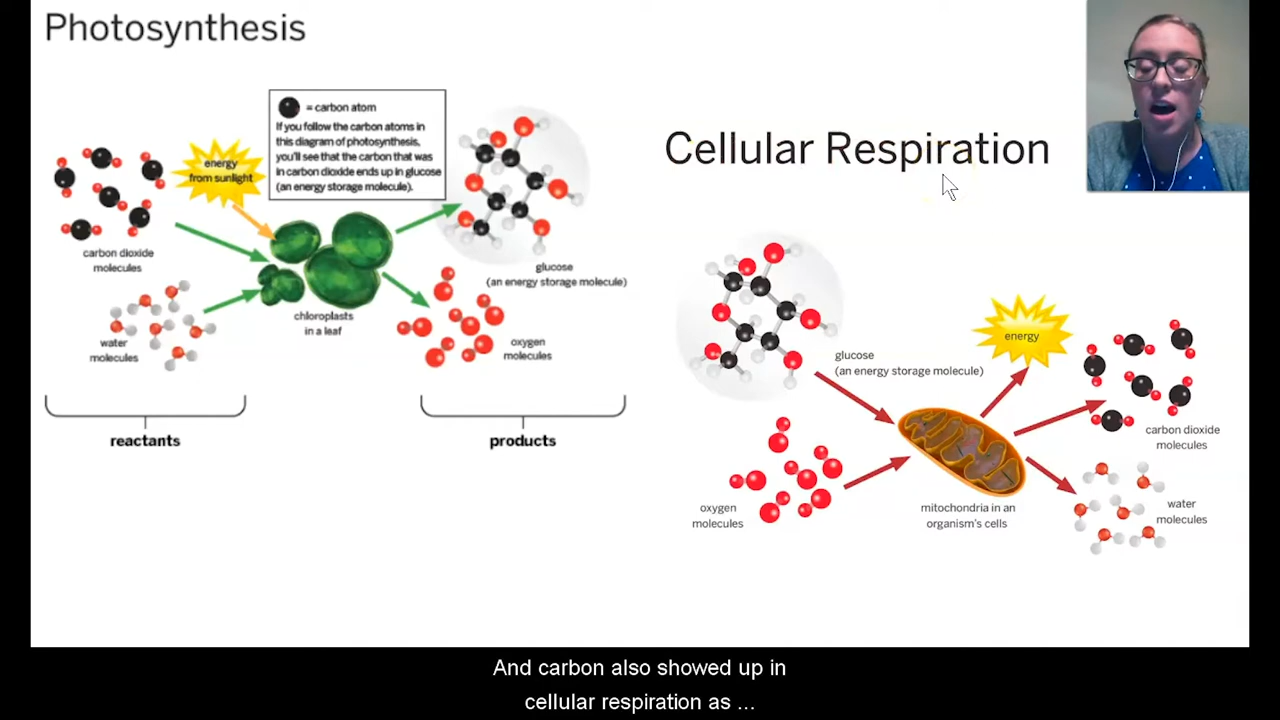 Photosynthesis
= carbon atom
If you follow the carbon atoms in
this diagram of photosynthesis,
you'll see that the carbon that was
in carbon dioxide ends up in glucose
(an energy storage molecule).
energy
from sunlight
carbon dioxide
molecules
water
molecules
chloroplasts
in a leaf
glucose
(an energy storage molecule)
oxygen
molecules
reactants
products
Cellular Respiration
glucose
(an energy storage molecule)
energy
oxygen
molecules
mitochondria in an
organism's cells
carbon dioxide
molecules
water
molecules
And carbon also showed up in
cellular respiration as ...